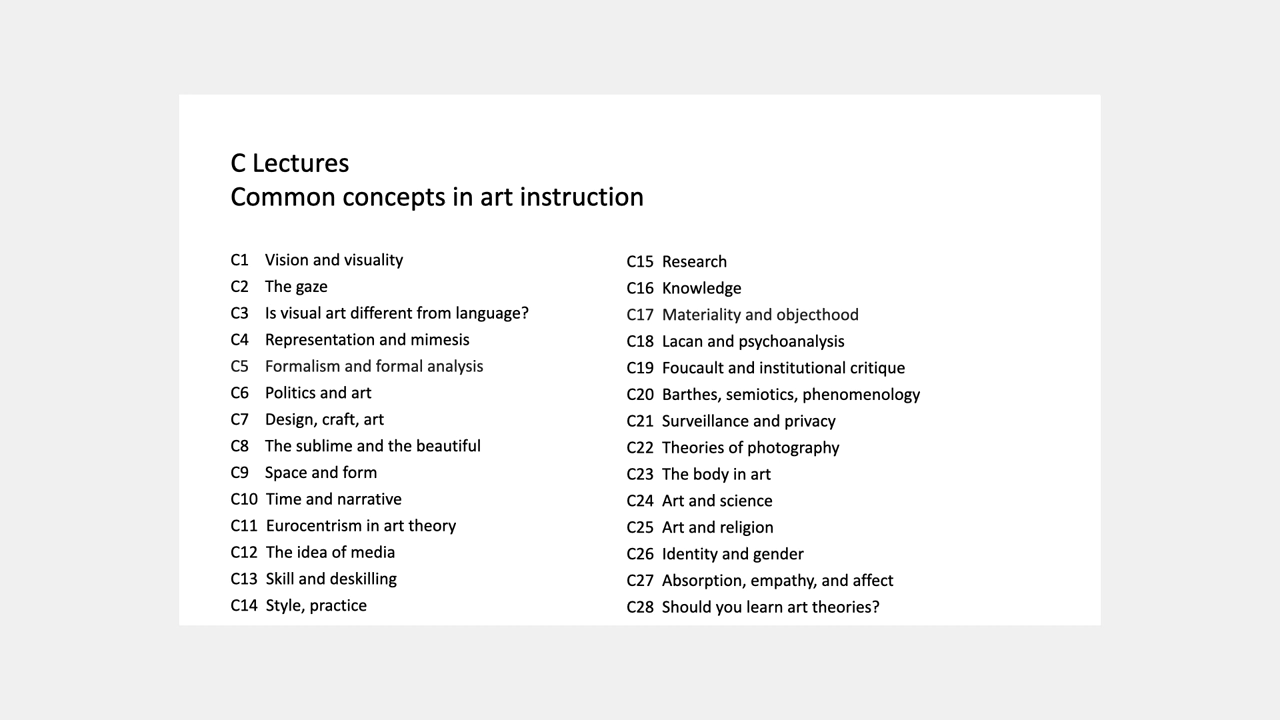 C Lectures
Common concepts in art instruction
C1 Vision and visuality
C2 The gaze
C3 Is visual art different from language?
C4 Representation and mimesis
C5 Formalism and formal analysis
C6 Politics and art
C7 Design, craft, art
C8 The sublime and the beautiful
C9 Space and form
C10 Time and narrative
C11 Eurocentrism in art theory
C12 The idea of media
C13 Skill and deskilling
C14 Style, practice
C15 Research
C16 Knowledge
C17 Materiality and objecthood
C18 Lacan and psychoanalysis
C19 Foucault and institutional critique
C20 Barthes, semiotics, phenomenology
C21 Surveillance and privacy
C22 Theories of photography
C23 The body in art
C24 Art and science
C25 Art and religion
C26 Identity and gender
C27 Absorption, empathy, and affect
C28 Should you learn art theories?